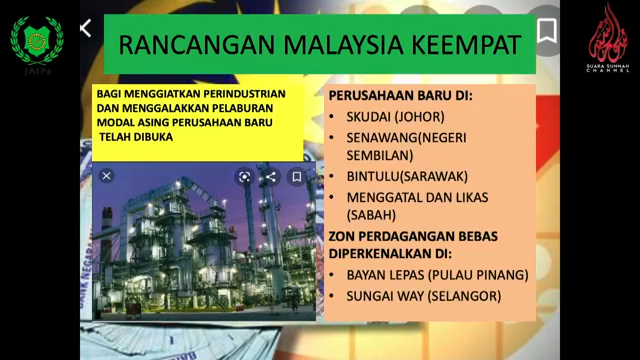 RANCANGAN MALAYSIA KEEMPAT
JAIPs
SUARA SUNNAH
CHANNEL
BAGI MENGGIATKAN PERINDUSTRIAN
DAN MENGGALAKKAN PELABURAN
MODAL ASING PERUSAHAAN BARU
TELAH DIBUKA
PERUSAHAAN BARU DI:
• SKUDAI (JOHOR)
• SENAWANG(NEGERI
SEMBILAN)
• BINTULU(SARAWAK)
• MENGGATAL DAN LIKAS
(SABAH)
ZON PERDAGANGAN BEBAS
DIPERKENALKAN DI:
• BAYAN LEPAS (PULAU PINANG)
• SUNGAI WAY (SELANGOR)
BANK NEGARA